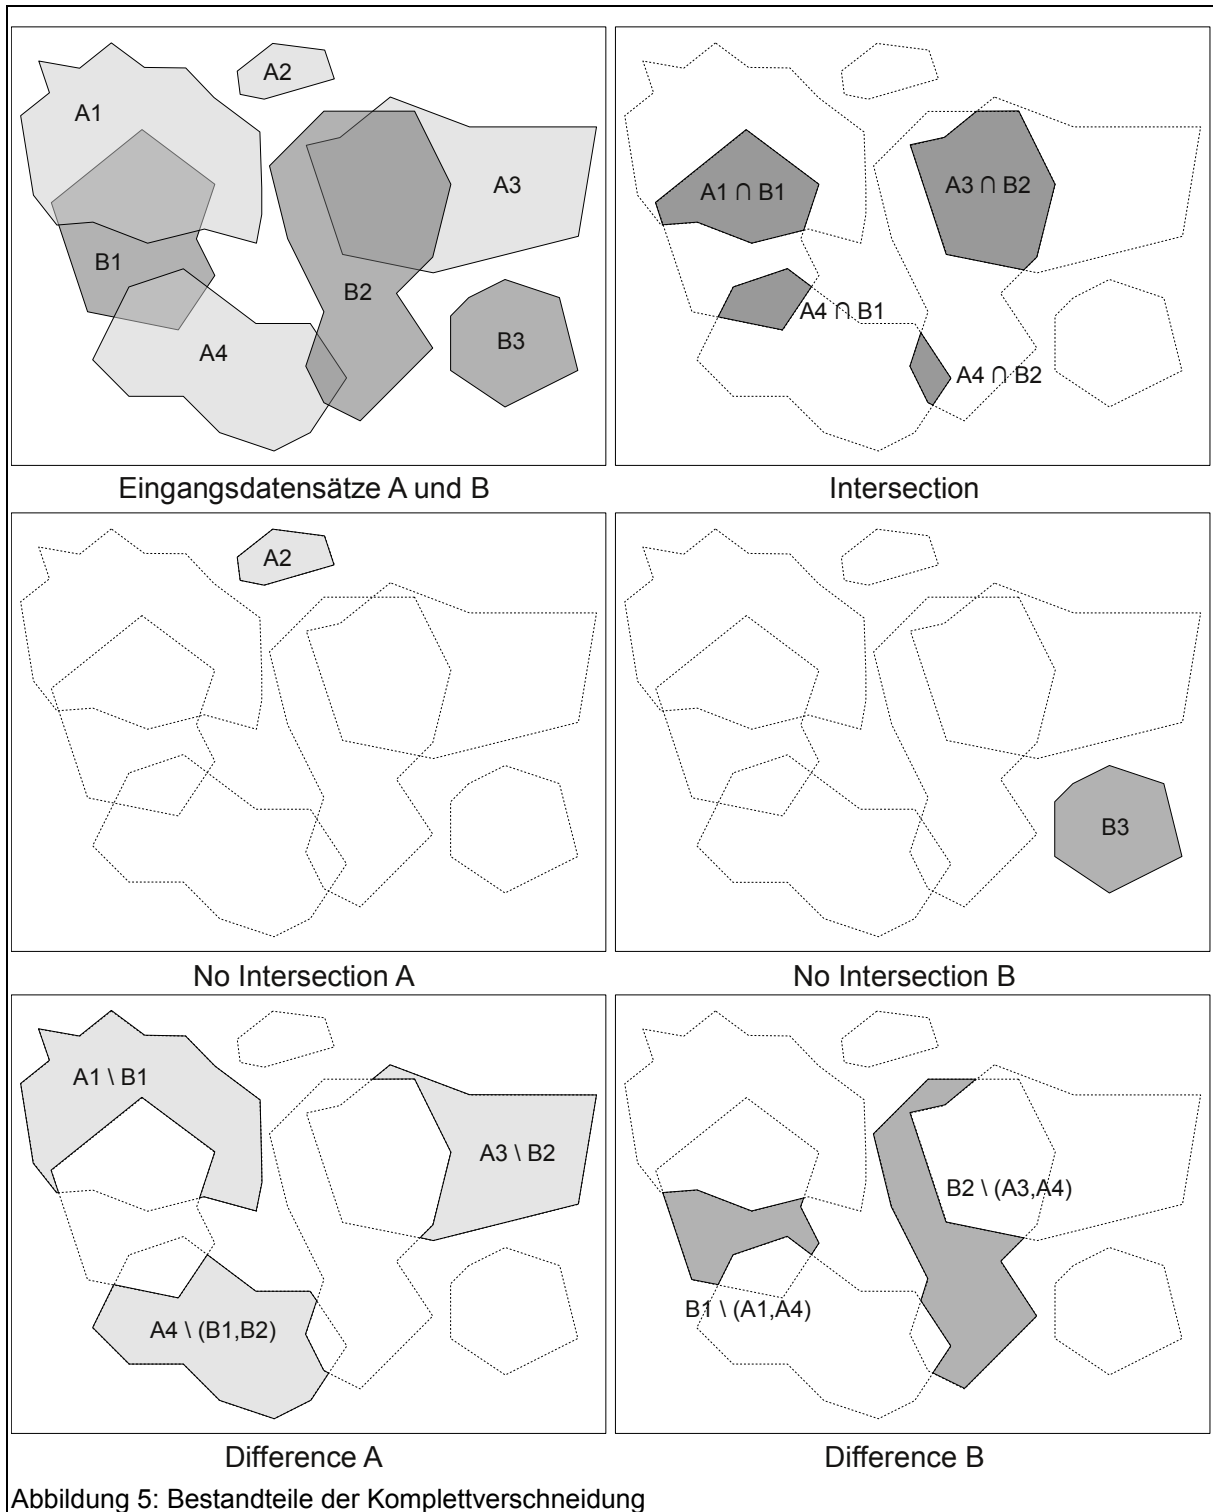 A1
A2
A3
B1
B2
A4
B3
Eingangsdatensätze A und B
A1 ∩ B1
A3 ∩ B2
A4 ∩ B1
A4 ∩ B2
Intersection
A2
No Intersection A
B3
No Intersection B
A1 \ B1
A3 \ B2
A4 \ (B1,B2)
Difference A
B2 \ (A3,A4)
B1 \ (A1,A4)
Difference B
Abbildung 5: Bestandteile der Komplettverschneidung